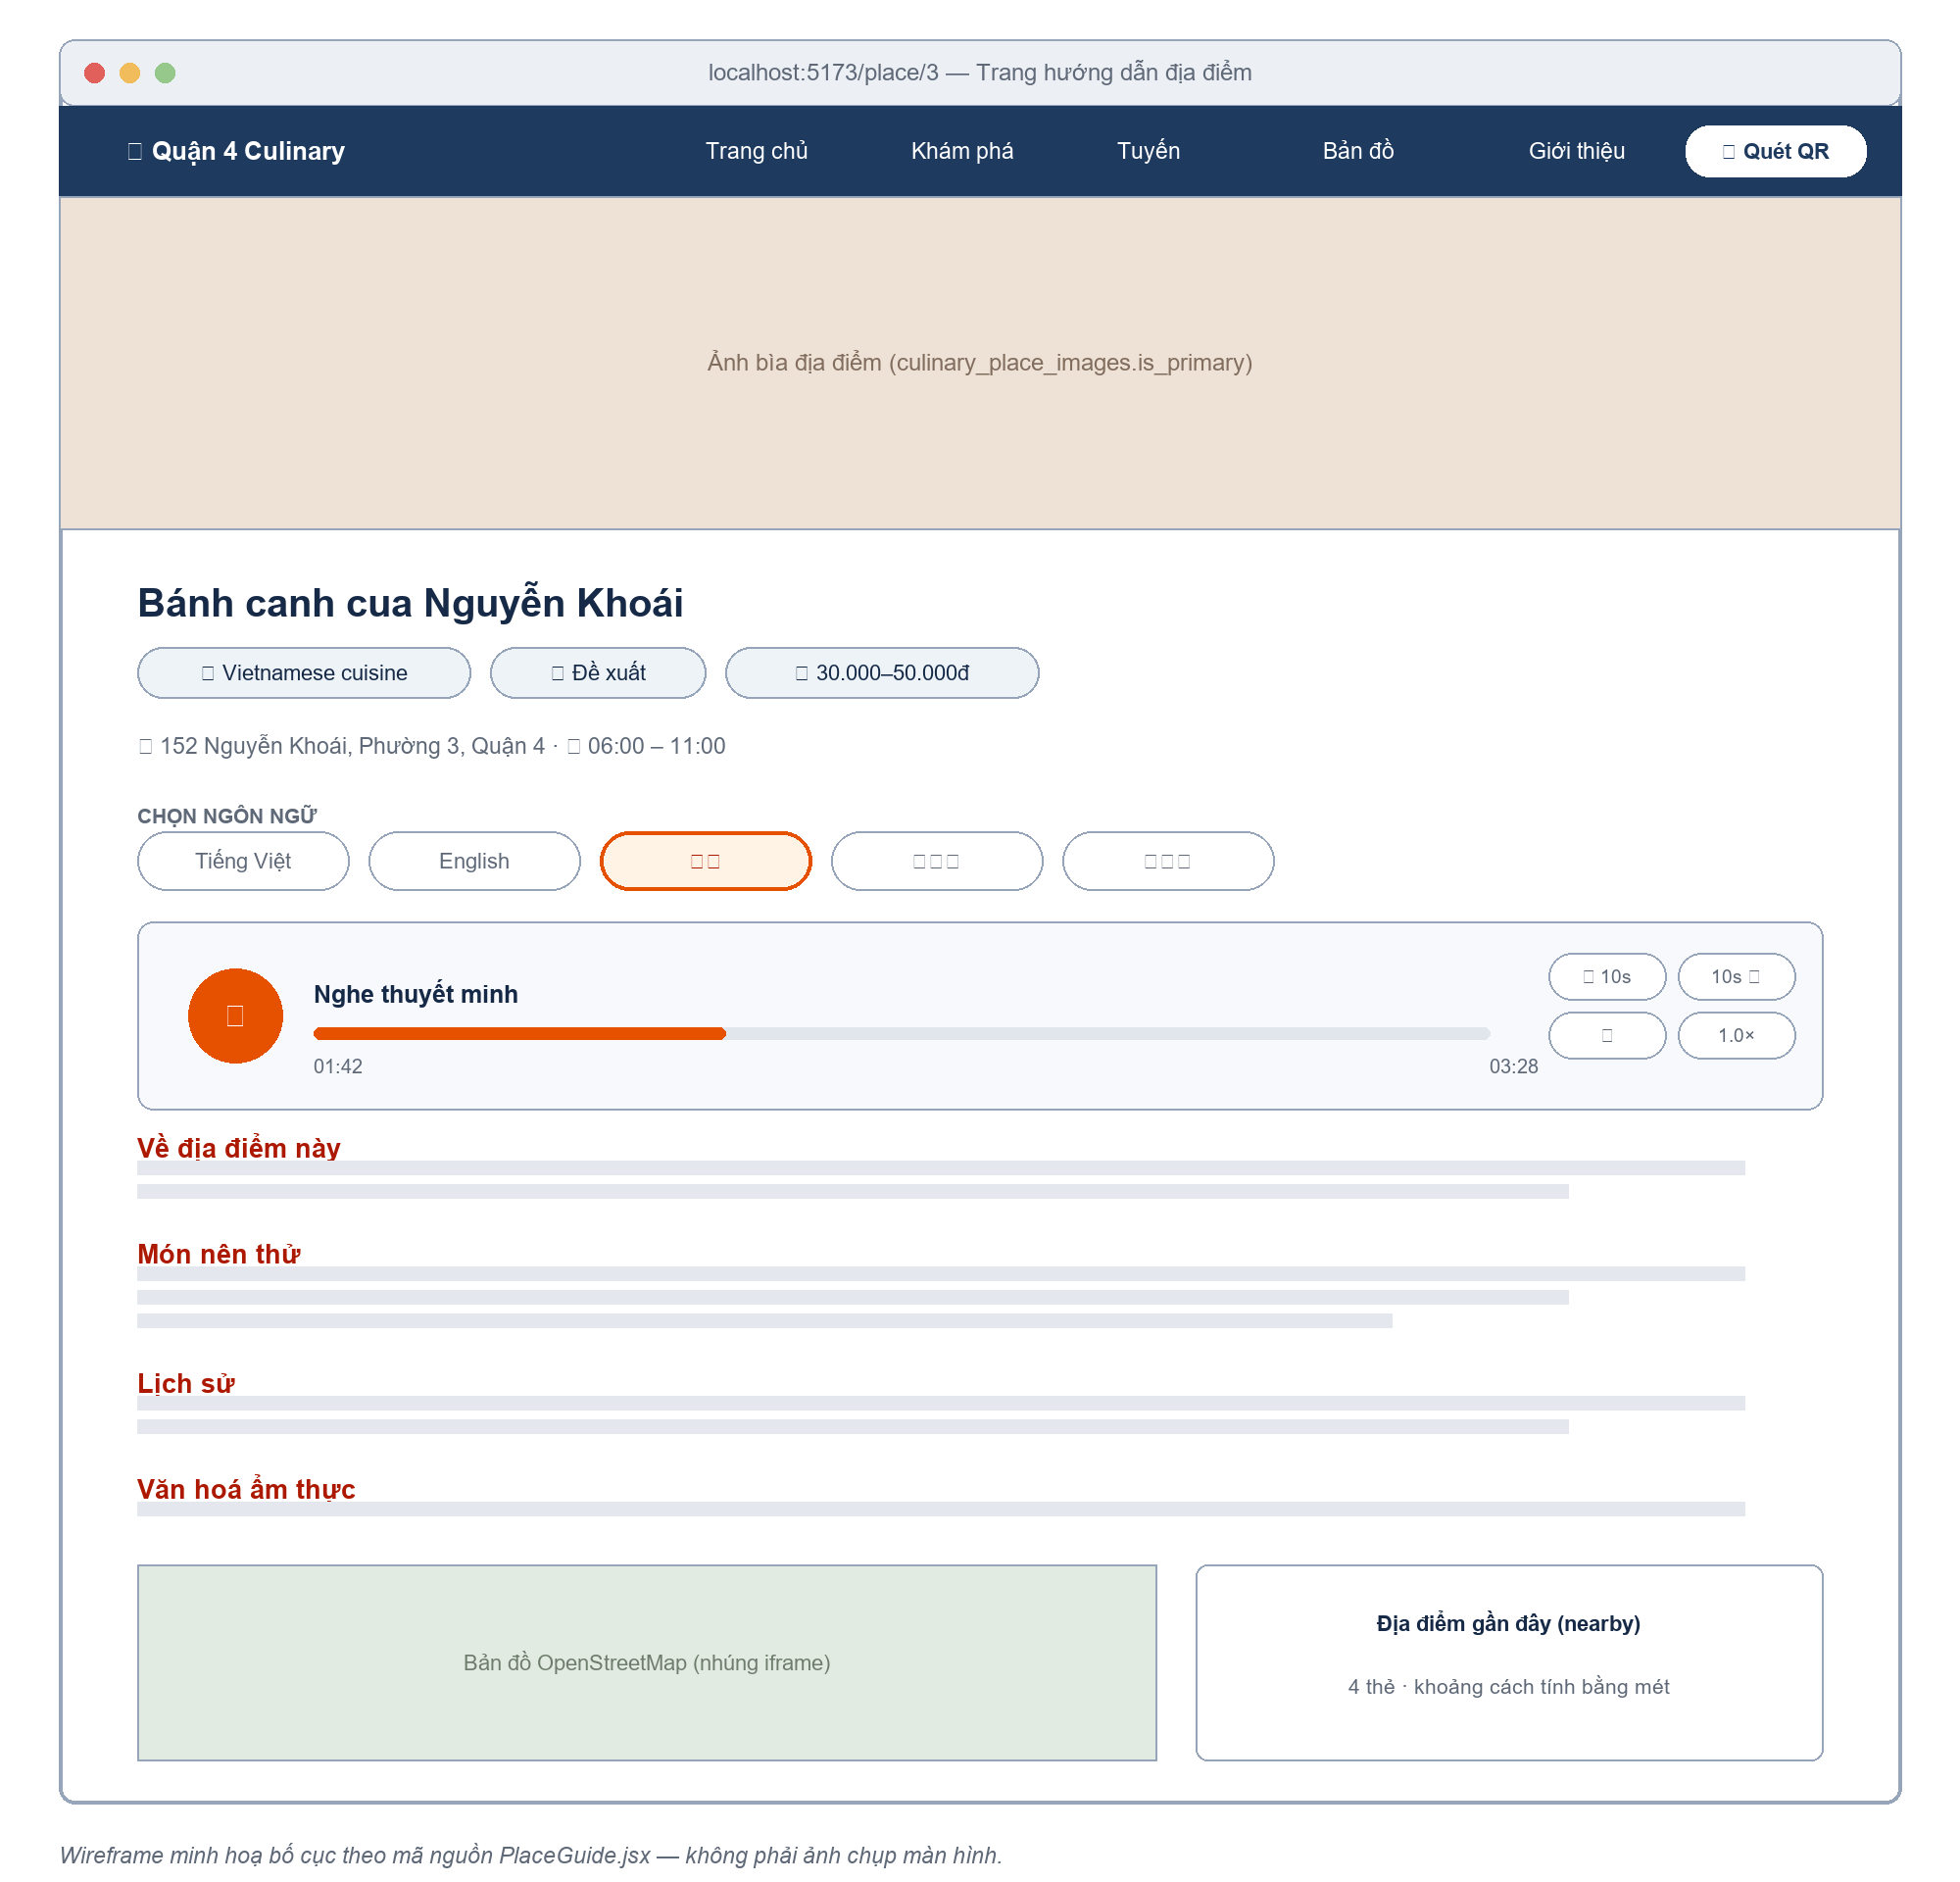 localhost:5173/place/3 — Trang hướng dẫn địa điểm
Quận 4 Culinary
Trang chủ
Khám phá
Tuyến
Bản đồ
Giới thiệu
Quét QR
Ảnh bìa địa điểm (culinary_place_images.is_primary)
Bánh canh cua Nguyễn Khoái
Vietnamese cuisine
Đề xuất
30.000–50.000đ
152 Nguyễn Khoái, Phường 3, Quận 4 · 06:00 – 11:00
CHỌN NGÔN NGỮ
Tiếng Việt
English
Nghe thuyết minh
01:42
03:28
10s
10s
1.0×
Về địa điểm này
Món nên thử
Lịch sử
Văn hoá ẩm thực
Bản đồ OpenStreetMap (nhúng iframe)
Địa điểm gần đây (nearby)
4 thẻ · khoảng cách tính bằng mét
Wireframe minh hoạ bố cục theo mã nguồn PlaceGuide.jsx — không phải ảnh chụp màn hình.